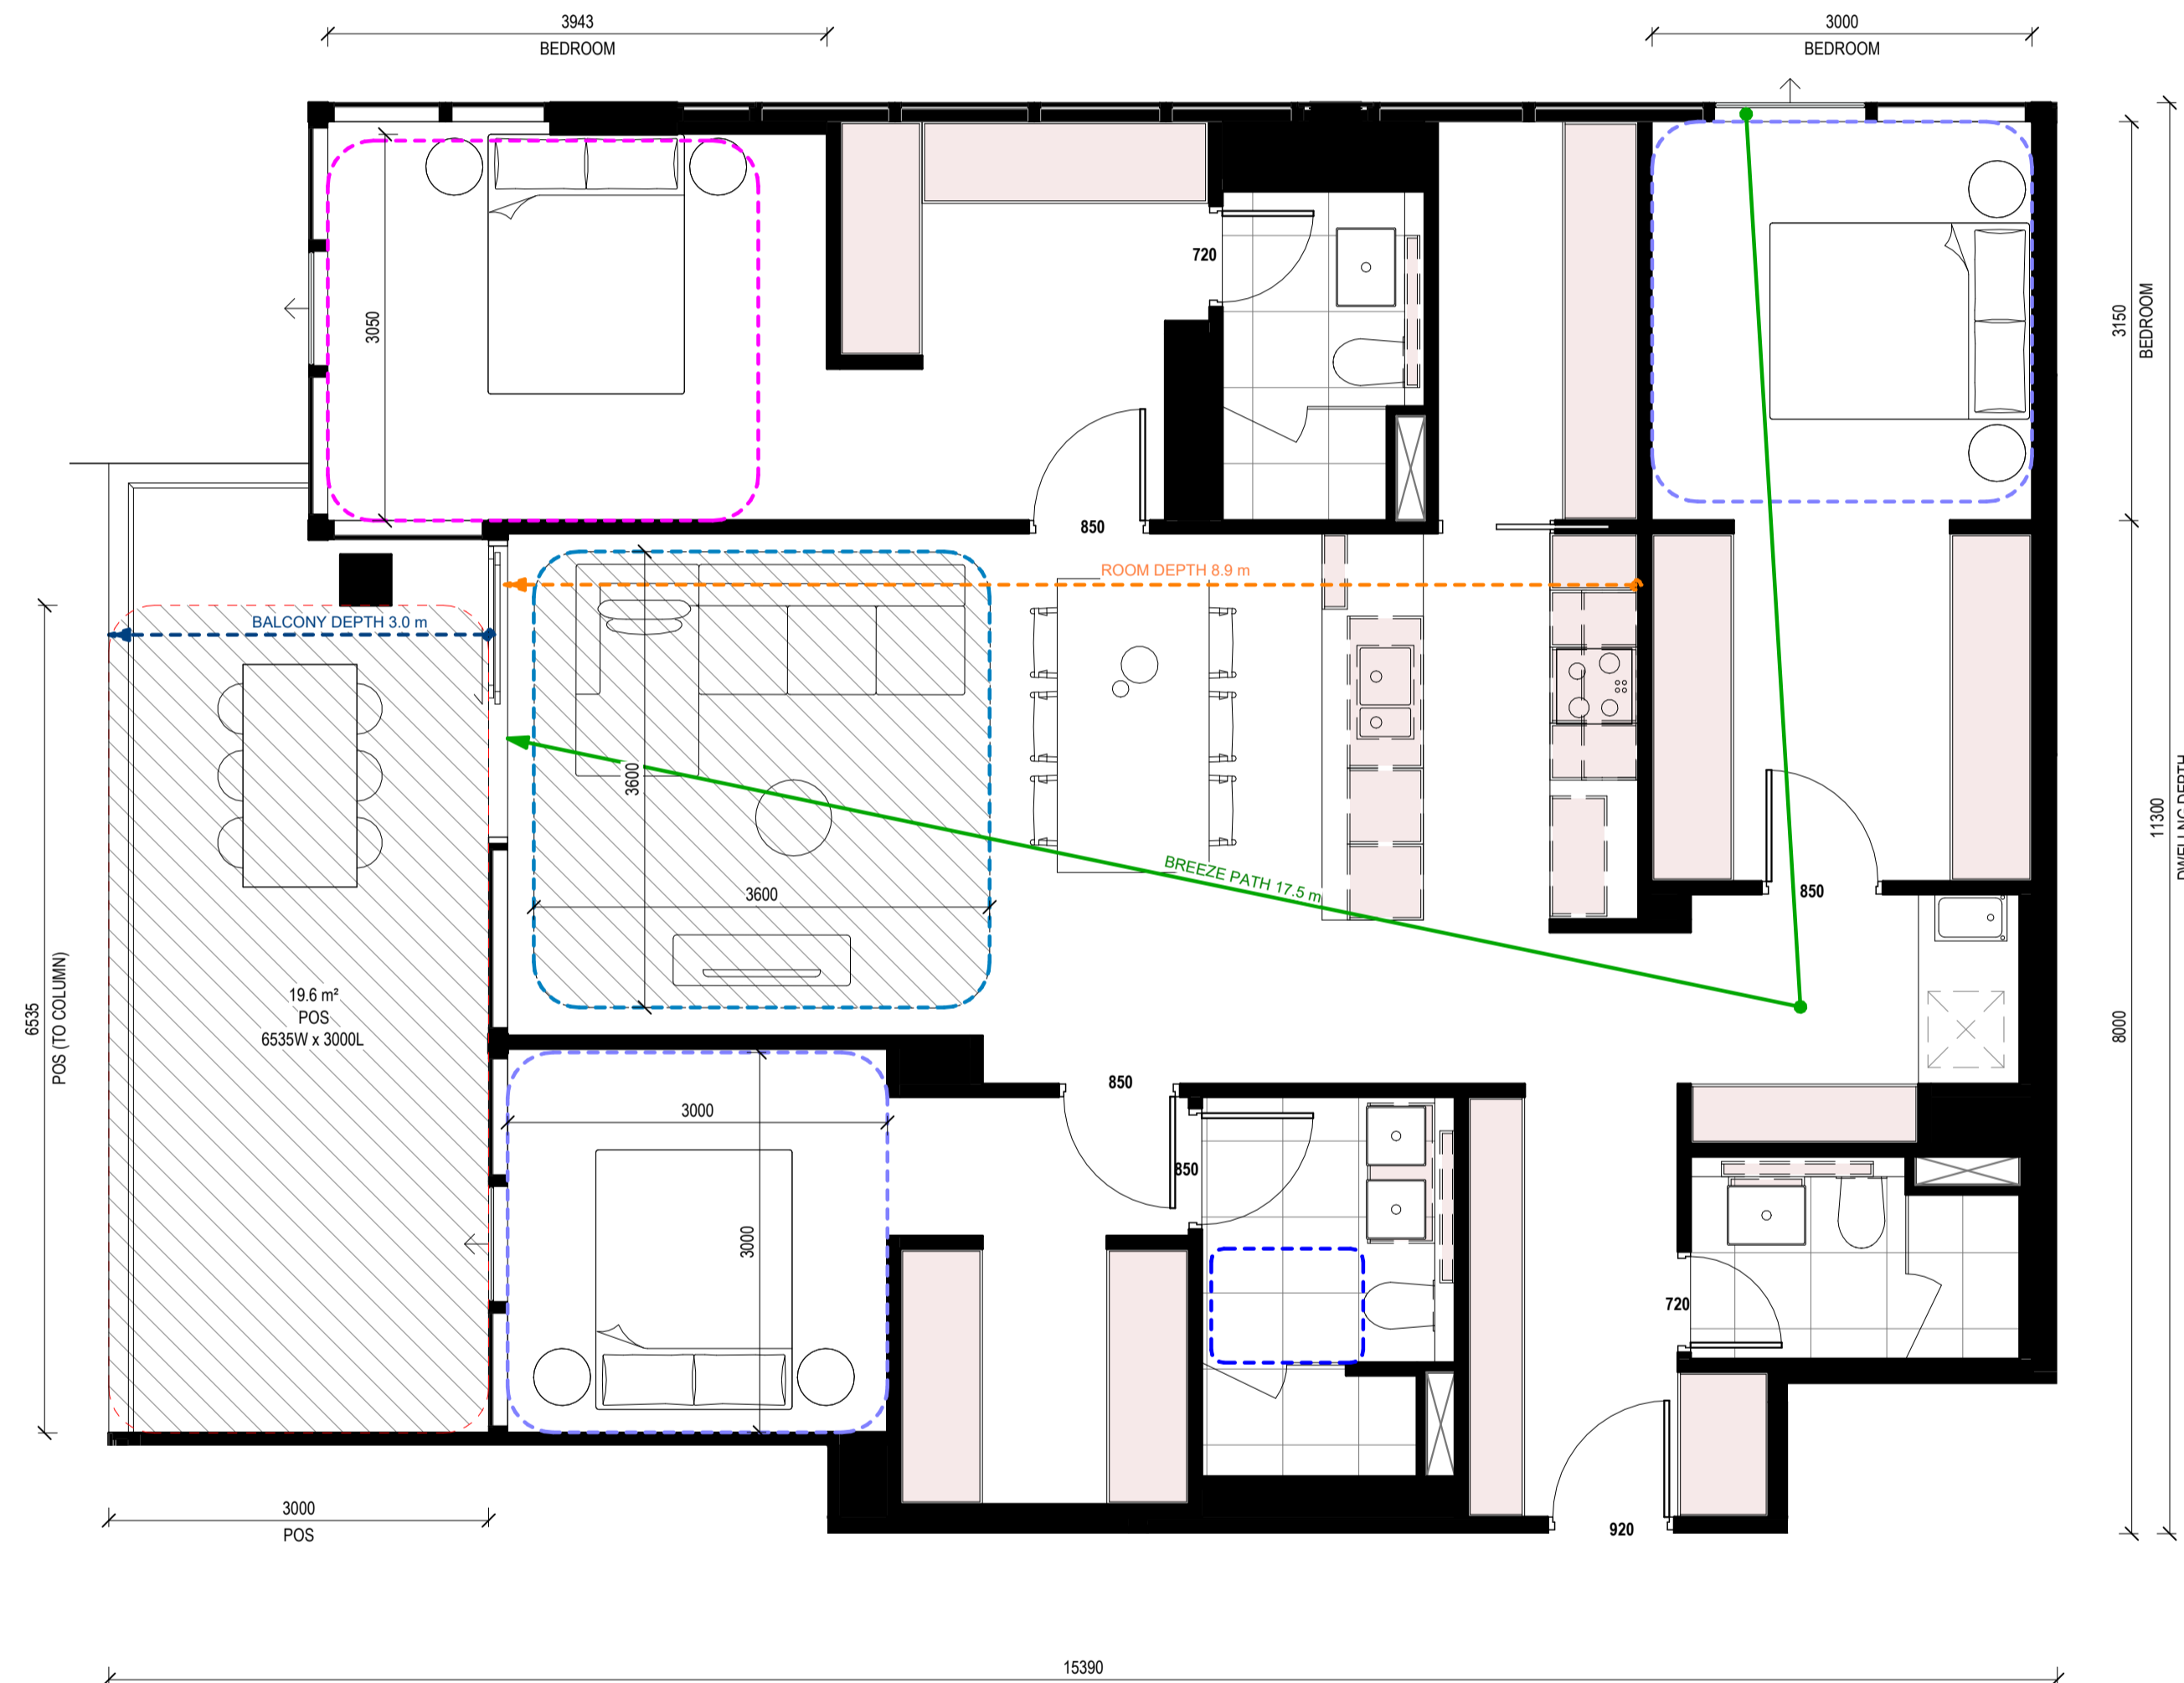 3943
BEDROOM
3000
BEDROOM
3050
720
3150
BEDROOM
850
ROOM DEPTH 8.9 m
BALCONY DEPTH 3.0 m
3600
3600
BREEZE PATH 17.5 m
850
11300
DWELLING DEPTH
6535
POS (TO COLUMN)
19.6 m²
POS
6535W x 3000L
8000
850
3000
3000
850
720
920
3000
POS
15390